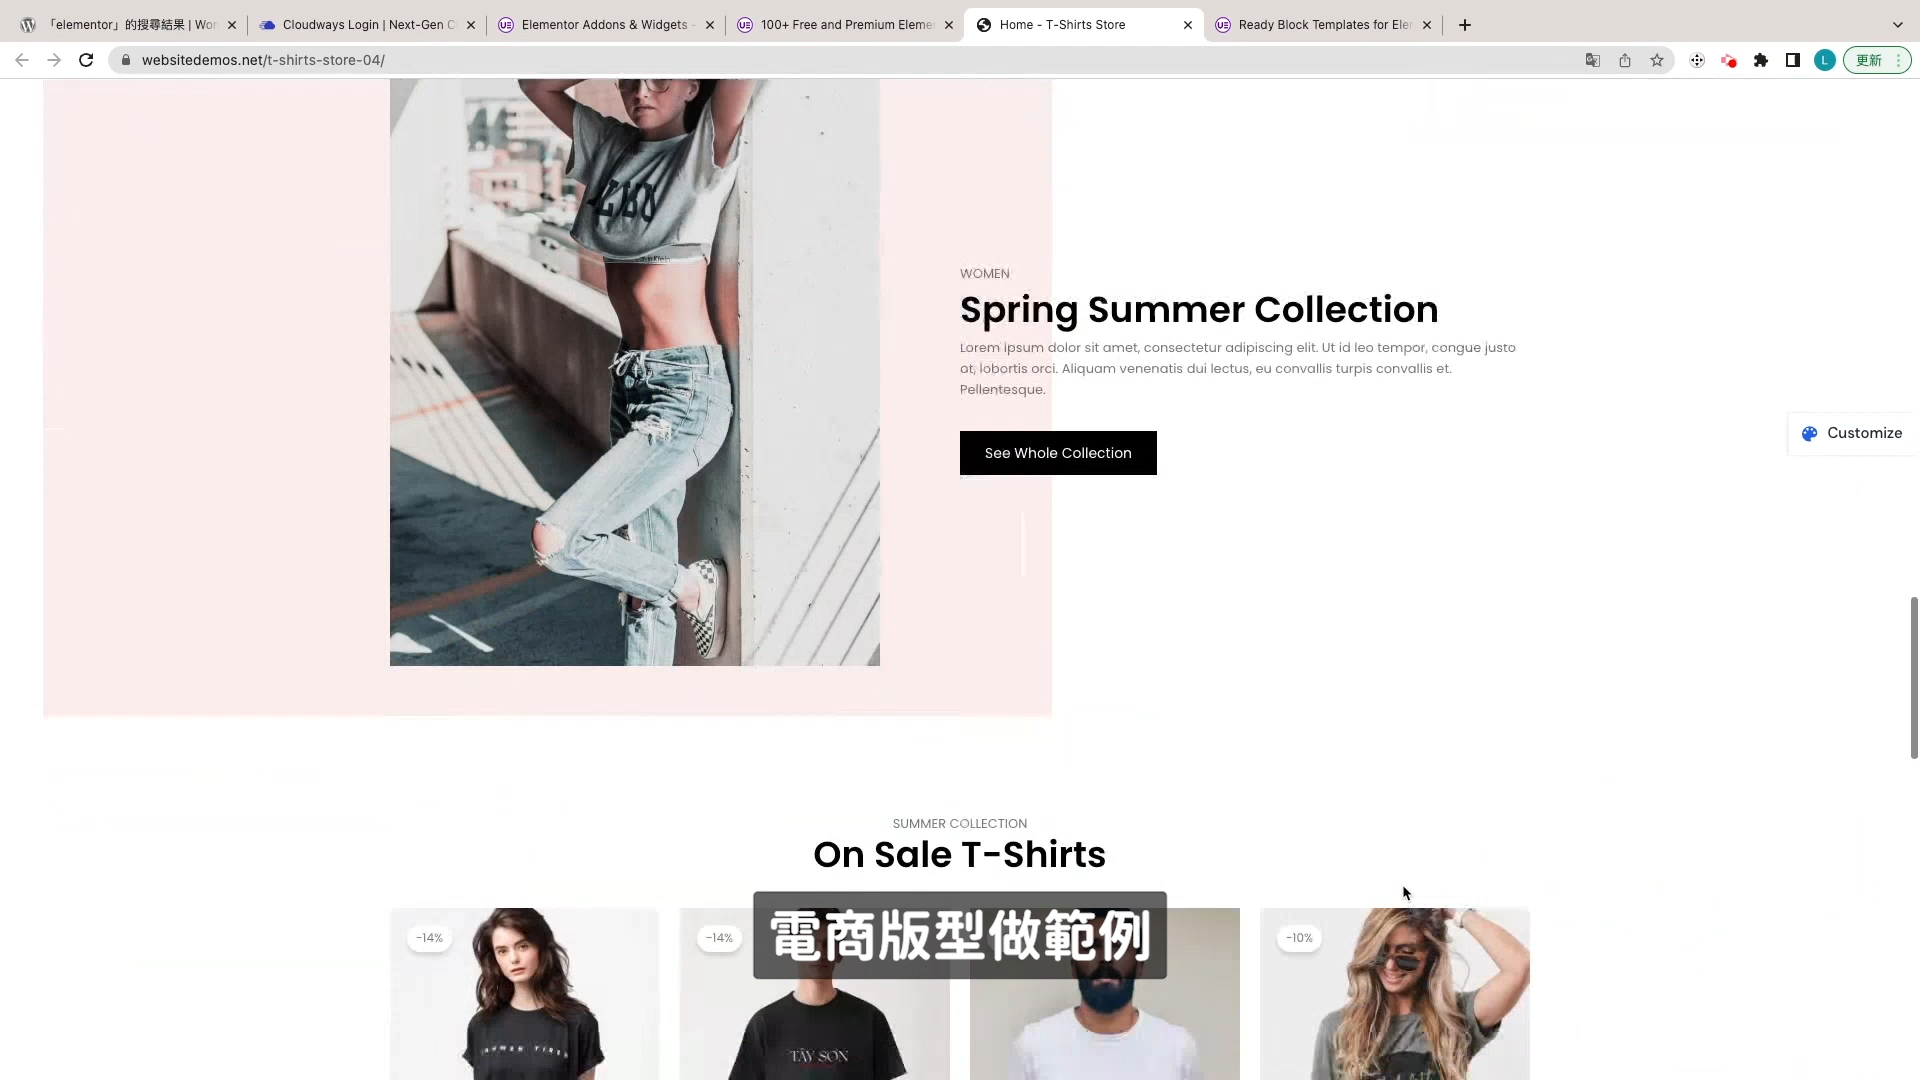 「elementor」的搜尋結果 | Wor
Cloudways Login | Next-Gen C
Elementor Addons & Widgets -
100+ Free and Premium Eleme
Home - T-Shirts Store
Ready Block Templates for Ele
websitedemos.net/t-shirts-store-04/
L
更新
WOMEN
Spring Summer Collection
Lorem ipsum dolor sit amet, consectetur adipiscing elit. Ut id leo tempor, congue justo
at, lobortis orci. Aliquam venenatis dui lectus, eu convallis turpis convallis et.
Pellentesque.
See Whole Collection
Customize
SUMMER COLLECTION
On Sale T-Shirts
-14%
-14%
-10%
電商版型做範例
TÂY SƠN